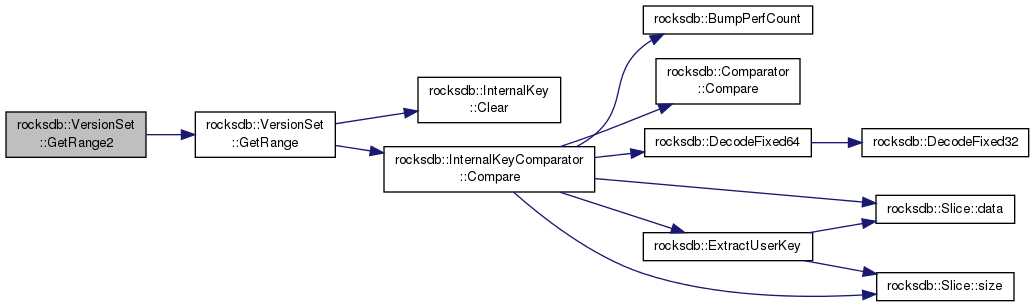 rocksdb::VersionSet
::GetRange2
rocksdb::VersionSet
::GetRange
rocksdb::InternalKey
::Clear
rocksdb::InternalKeyComparator
::Compare
rocksdb::BumpPerfCount
rocksdb::Comparator
::Compare
rocksdb::DecodeFixed64
rocksdb::ExtractUserKey
rocksdb::DecodeFixed32
rocksdb::Slice::data
rocksdb::Slice::size